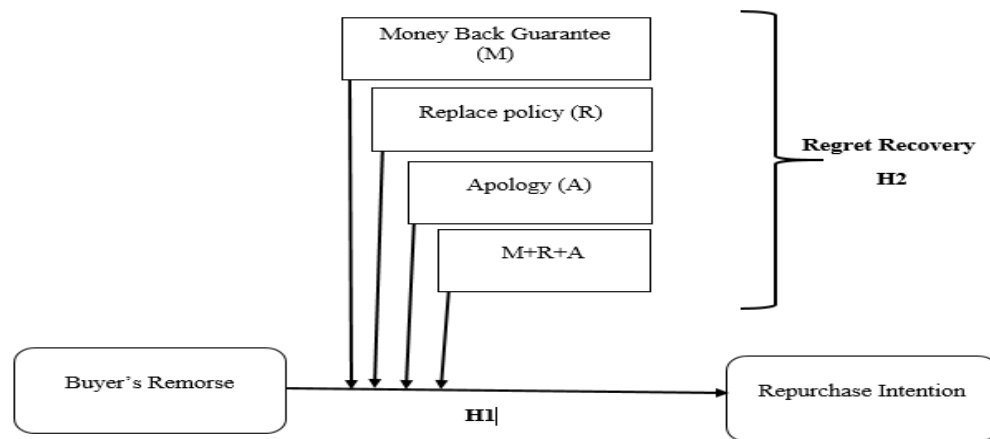 Money Back Guarantee
(M)
Replace policy (R)
Apology (A)
M+R+A
Regret Recovery
H2
Buyer's Remorse
H1
Repurchase Intention